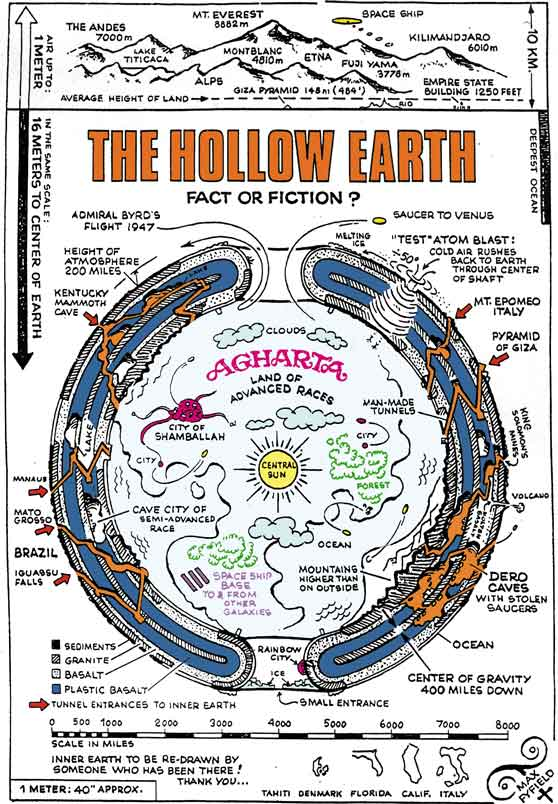 MT. EVEREST
8882 m
SPACE SHIP
THE ANDES
7000m
LAKE
TITICACA
MONTBLANC
4810m
ETNA
FUJI YAMA
3778m
KILIMANDJARO
6010m
ALPS
GIZA PYRAMID 148m (484')
EMPIRE STATE
BUILDING 1250 FEET
AVERAGE HEIGHT OF LAND
RIO
AIR UP TO:
1 METER
10 KM.
IN THE SAME SCALE:
16 METERS TO CENTER OF EARTH
DEEPEST OCEAN
THE HOLLOW EARTH
FACT OR FICTION ?
ADMIRAL BYRD'S
FLIGHT 1947
SAUCER TO VENUS
HEIGHT OF
ATMOSPHERE
200 MILES
MELTING
ICE
50°
"TEST" ATOM BLAST:
COLD AIR RUSHES
BACK TO EARTH
THROUGH CENTER
OF SHAFT
LAKE
KENTUCKY
MAMMOTH
CAVE
MT. EPOMEO
ITALY
PYRAMID
OF GIZA
CLOUDS
AGHARTA
LAND OF
ADVANCED RACES
MAN-MADE
TUNNELS
KING
SOLOMON'S
MINES
CITY OF
SHAMBALLAH
CITY
CITY
LAKE
CENTRAL
SUN
FOREST
MANAUS
VOLCANO
MATO
GROSSO
CAVE CITY OF
SEMI-ADVANCED
RACE
OCEAN
BRAZIL
IGUASSU
FALLS
MOUNTAINS
HIGHER THAN
ON OUTSIDE
DERO
CAVES
WITH STOLEN
SAUCERS
SPACE SHIP
BASE
TO & FROM
OTHER
GALAXIES
OCEAN
SEDIMENTS
GRANITE
BASALT
PLASTIC BASALT
RAINBOW
CITY
ICE
CENTER OF GRAVITY
400 MILES DOWN
TUNNEL ENTRANCES TO INNER EARTH
SMALL ENTRANCE
0 1000 2000 3000 4000 5000 6000 7000 8000
SCALE IN MILES
INNER EARTH TO BE RE-DRAWN BY
SOMEONE WHO HAS BEEN THERE!
THANK YOU...
1 METER: 40" APPROX.
TAHITI DENMARK FLORIDA CALIF. ITALY
MAX
FYFIELD